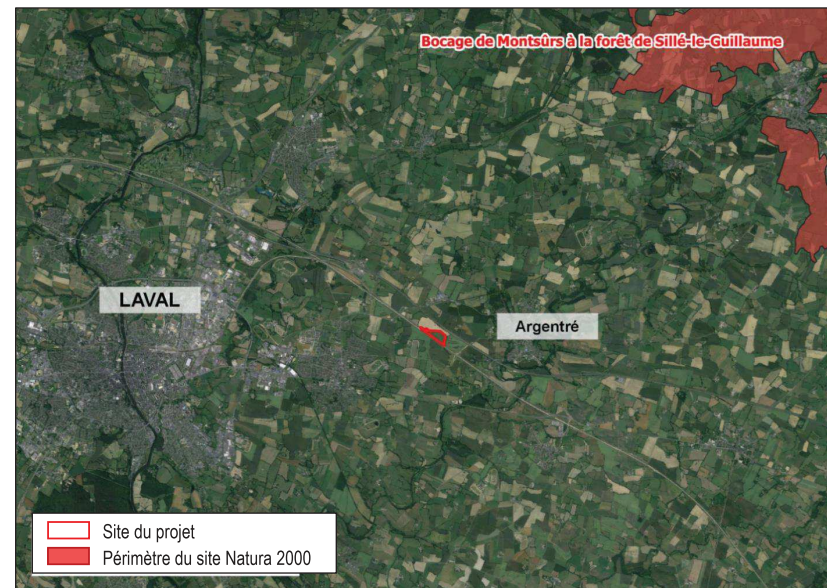 Bocage de Montsûrs à la forêt de Sillé-le-Guillaume
LAVAL
Argentré
Site du projet
Périmètre du site Natura 2000